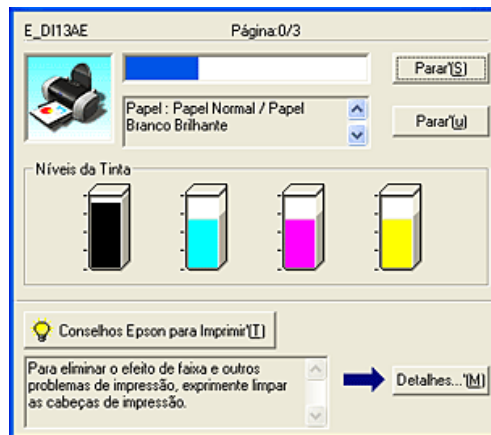 E_DI13AE Página:0/3
Parar'(S)
Papel : Papel Normal / Papel
Branco Brilhante
Parar'(u)
Níveis da Tinta
Conselhos Epson para Imprimir'(T)
Para eliminar o efeito de faixa e outros
problemas de impressão, exprimente limpar
as cabeças de impressão.
Detalhes...'(M)